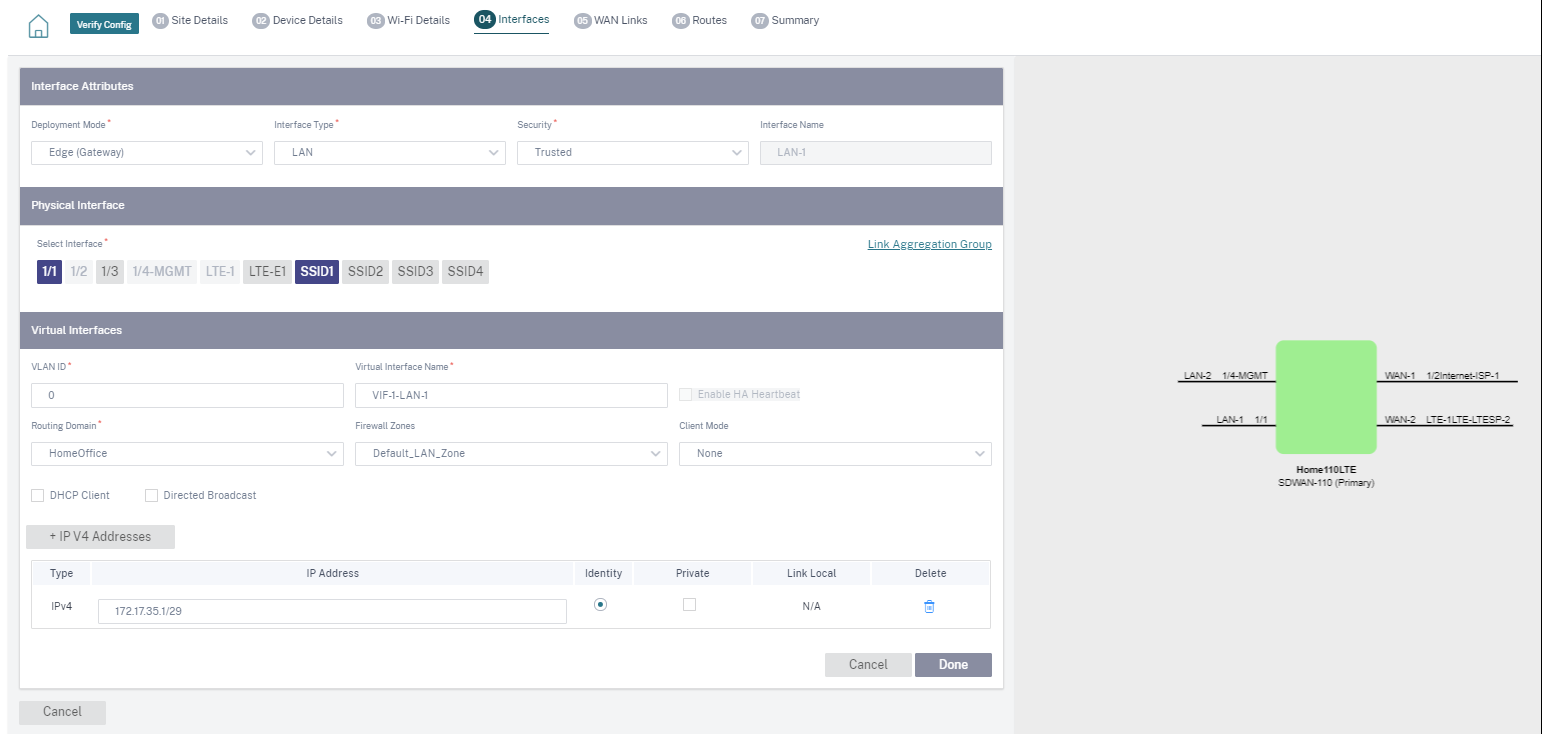 Verify Config
01 Site Details
02 Device Details
03 Wi-Fi Details
04 Interfaces
05 WAN Links
06 Routes
07 Summary
Interface Attributes
Deployment Mode *
Interface Type *
Security *
Interface Name
Edge (Gateway)
LAN
Trusted
LAN-1
Physical Interface
Select Interface *
Link Aggregation Group
1/1 1/2 1/3 1/4-MGMT LTE-1 LTE-E1 SSID1 SSID2 SSID3 SSID4
Virtual Interfaces
VLAN ID *
Virtual Interface Name *
0
VIF-1-LAN-1
Enable HA Heartbeat
Routing Domain *
Firewall Zones
Client Mode
HomeOffice
Default_LAN_Zone
None
DHCP Client
Directed Broadcast
+ IP V4 Addresses
Type IP Address Identity Private Link Local Delete
IPv4 172.17.35.1/29 N/A
Cancel
Done
Cancel
LAN-2 1/4-MGMT
WAN-1 1/2Internet-ISP-1
LAN-1 1/1
WAN-2 LTE-1LTE-LTESP-2
Home110LTE
SDWAN-110 (Primary)